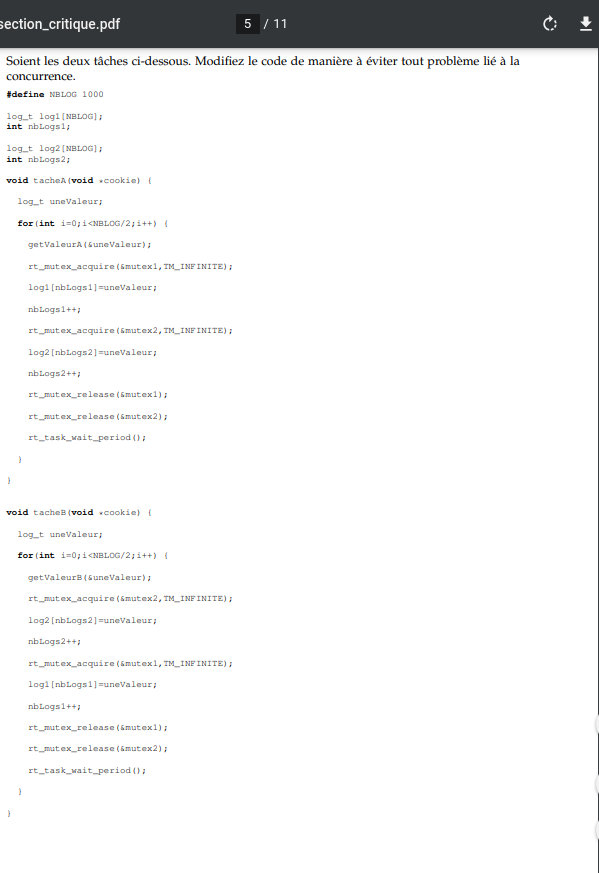 section_critique.pdf
5 / 11
Soient les deux tâches ci-dessous. Modifiez le code de manière à éviter tout problème lié à la
concurrence.
#define NBLOG 1000
log_t log1[NBLOG];
int nbLogs1;
log_t log2[NBLOG];
int nbLogs2;
void tacheA(void *cookie) {
log_t uneValeur;
for(int i=0;i<NBLOG/2;i++) {
getValeurA(&uneValeur);
rt_mutex_acquire(&mutex1,TM_INFINITE);
log1[nbLogs1]=uneValeur;
nbLogs1++;
rt_mutex_acquire(&mutex2,TM_INFINITE);
log2[nbLogs2]=uneValeur;
nbLogs2++;
rt_mutex_release(&mutex1);
rt_mutex_release(&mutex2);
rt_task_wait_period();
}
}
void tacheB(void *cookie) {
log_t uneValeur;
for(int i=0;i<NBLOG/2;i++) {
getValeurB(&uneValeur);
rt_mutex_acquire(&mutex2,TM_INFINITE);
log2[nbLogs2]=uneValeur;
nbLogs2++;
rt_mutex_acquire(&mutex1,TM_INFINITE);
log1[nbLogs1]=uneValeur;
nbLogs1++;
rt_mutex_release(&mutex1);
rt_mutex_release(&mutex2);
rt_task_wait_period();
}
}